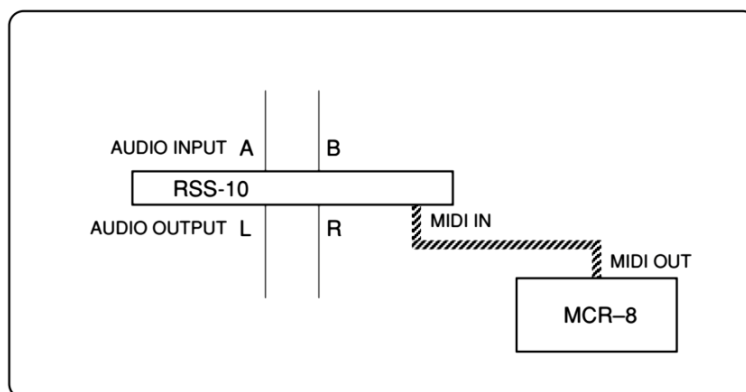 AUDIO INPUT A B
RSS-10
AUDIO OUTPUT L R
MIDI IN
MIDI OUT
MCR–8